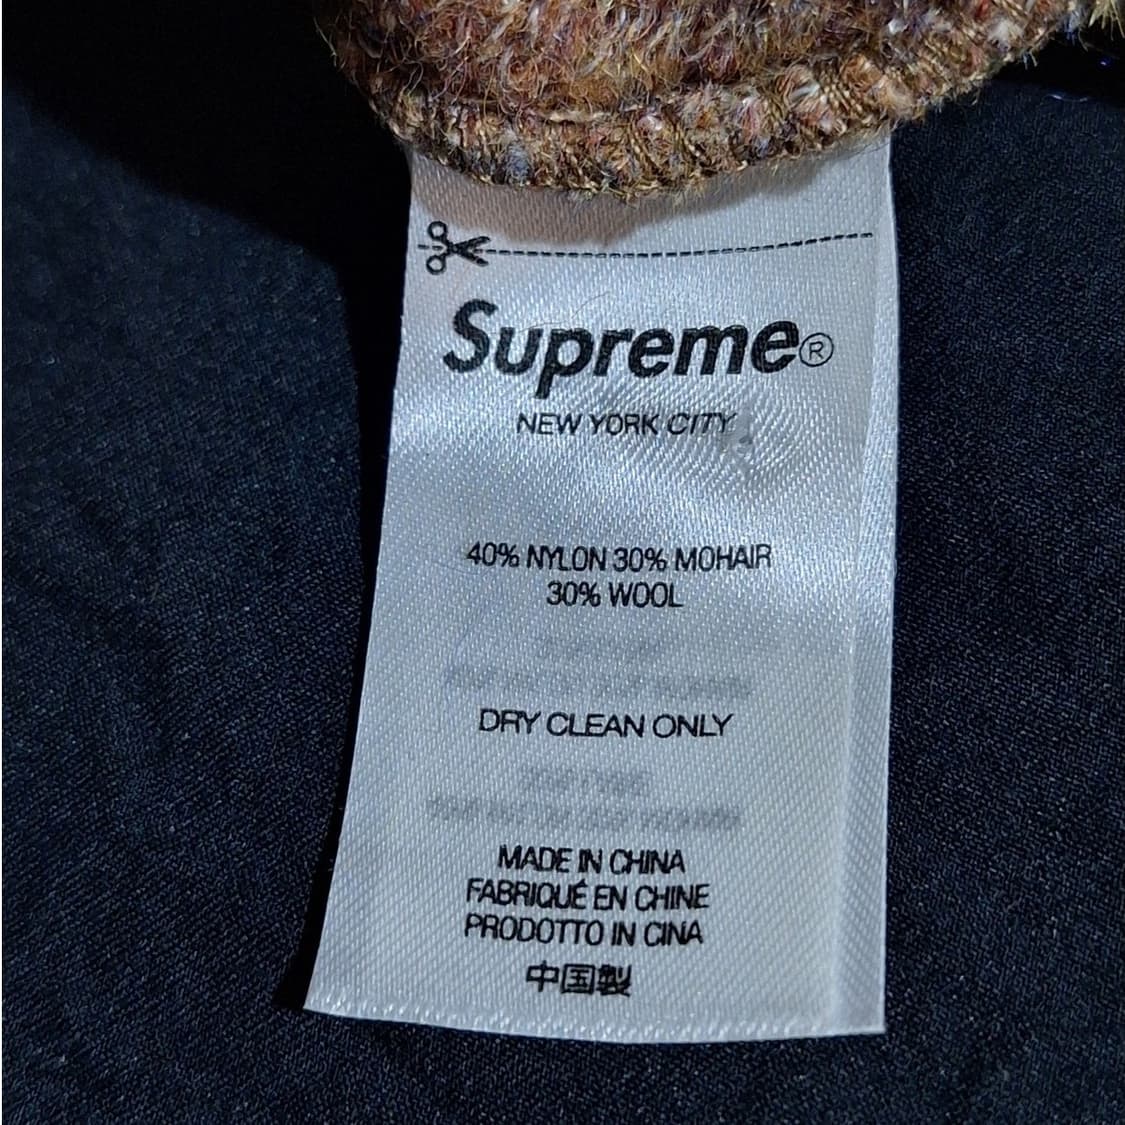 Supreme®
NEW YORK CITY
40% NYLON 30% MOHAIR
30% WOOL
DRY CLEAN ONLY
MADE IN CHINA
FABRIQUÉ EN CHINE
PRODOTTO IN CINA
中国製